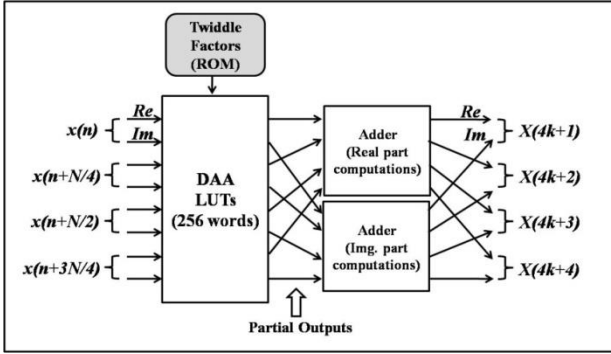 Twiddle
Factors
(ROM)
Re
Im
x(n)
x(n+N/4)
x(n+N/2)
x(n+3N/4)
DAA
LUTs
(256 words)
Adder
(Real part
computations)
Adder
(Img. part
computations)
Re
Im
X(4k+1)
X(4k+2)
X(4k+3)
X(4k+4)
Partial Outputs